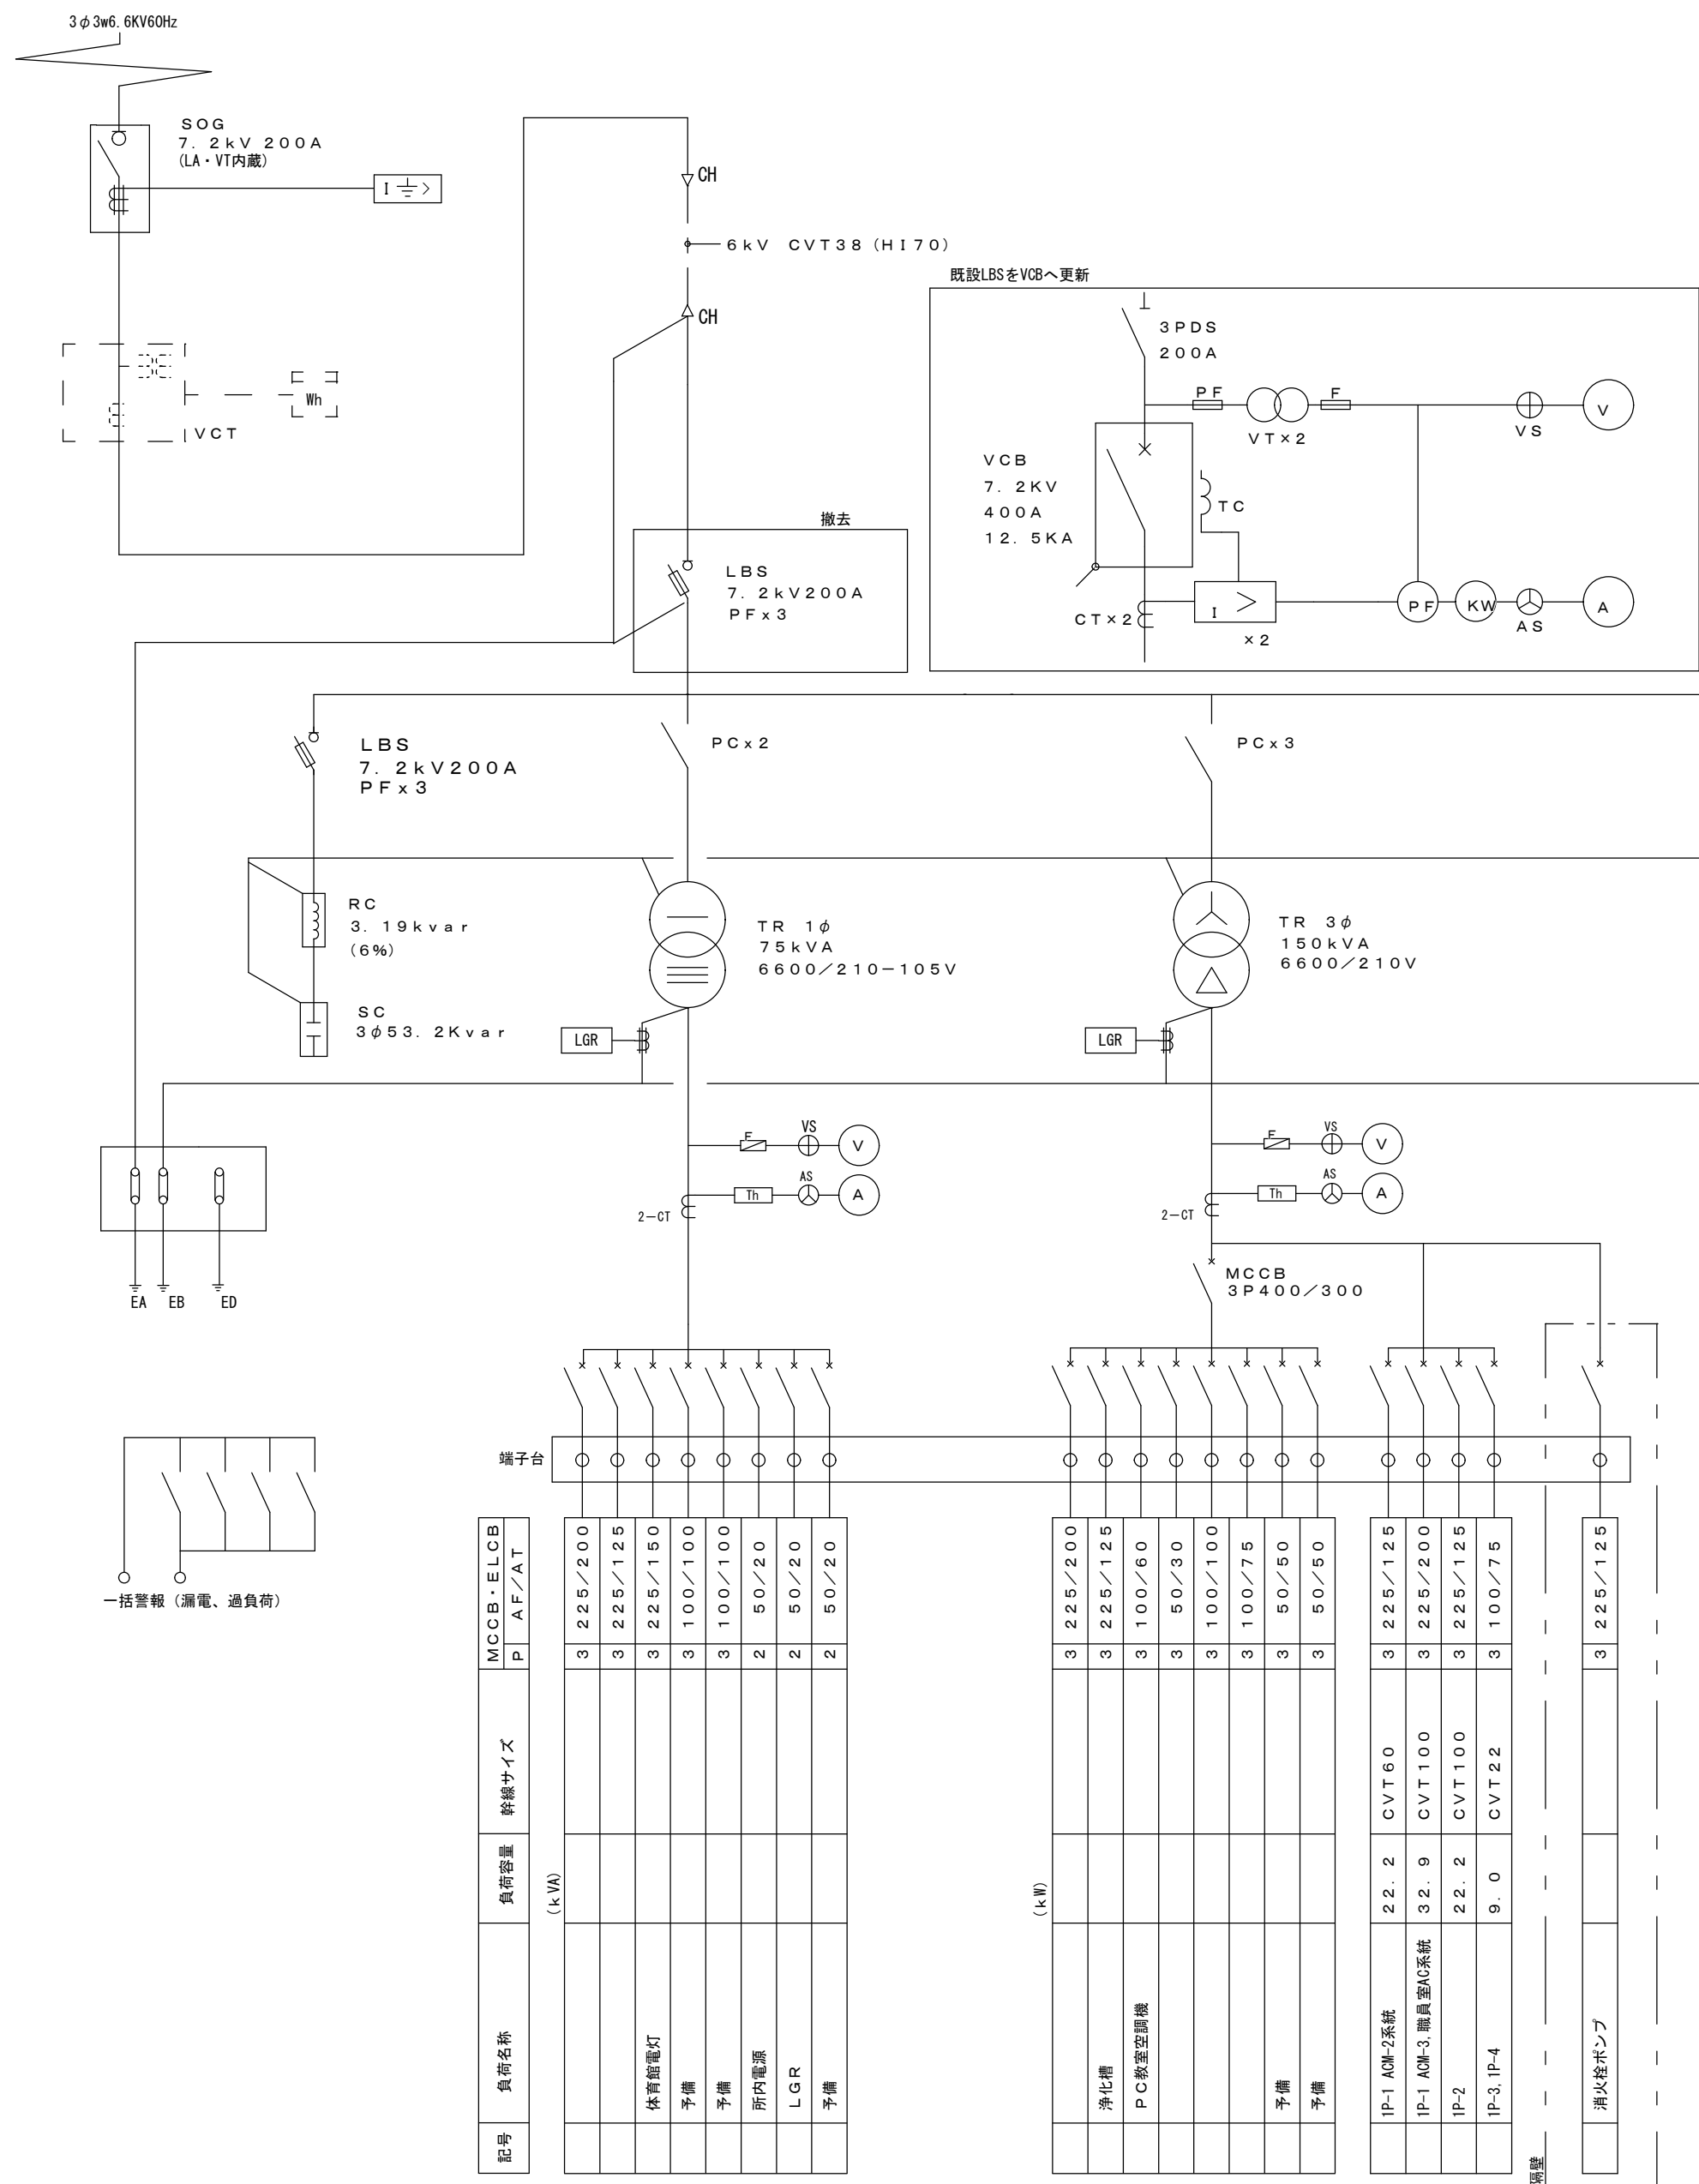 3φ3w6.6KV60Hz
SOG
7.2kV 200A
(LA・VT内蔵)
I >
CH
6kV CVT38(HI70)
CH
VCT
Wh
既設LBSをVCBへ更新
3PDS
200A
PF
F
VT×2
VS
V
VCB
7.2KV
400A
12.5KA
TC
CT×2
I >
×2
PF
KW
AS
A
撤去
LBS
7.2kV200A
PFx3
LBS
7.2kV200A
PFx3
PCx2
PCx3
RC
3.19kvar
(6%)
SC
3φ53.2Kvar
TR 1φ
75kVA
6600/210-105V
TR 3φ
150kVA
6600/210V
LGR
LGR
F
VS
V
Th
AS
A
2-CT
F
VS
V
Th
AS
A
2-CT
MCCB
3P400/300
EA
EB
ED
端子台
一括警報(漏電、過負荷)
MCCB・ELCB
P AF/AT
幹線サイズ
負荷容量
負荷名称
記号
(kVA)
3 225/200
3 225/125
3 225/150
体育館電灯
3 100/100
予備
3 100/100
予備
2 50/20
所内電源
2 50/20
LGR
2 50/20
予備
(kW)
3 225/200
3 225/125
浄化槽
3 100/60
PC教室空調機
3 50/30
3 100/100
3 100/75
3 50/50
予備
3 50/50
予備
3 225/125
CVT60
22.2
1P-1 ACM-2系統
3 225/200
CVT100
32.9
1P-1 ACM-3,職員室AC系統
3 225/125
CVT100
22.2
1P-2
3 100/75
CVT22
9.0
1P-3,1P-4
隔壁
3 225/125
消火栓ポンプ